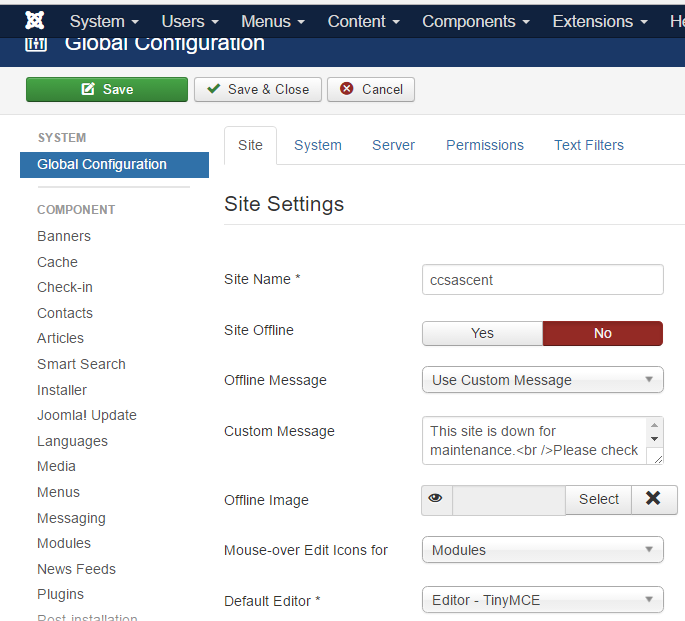 System Users Menus Content Components Extensions He
Global Configuration
Save Save & Close Cancel
SYSTEM
Global Configuration
COMPONENT
Banners
Cache
Check-in
Contacts
Articles
Smart Search
Installer
Joomla! Update
Languages
Media
Menus
Messaging
Modules
News Feeds
Plugins
Post-installation
Site System Server Permissions Text Filters
Site Settings
Site Name * ccsascent
Site Offline Yes No
Offline Message Use Custom Message
Custom Message This site is down for
maintenance.<br />Please check
Offline Image Select
Mouse-over Edit Icons for Modules
Default Editor * Editor - TinyMCE